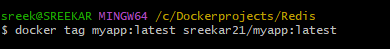 sreek@SREEKAR MINGW64 /c/Dockerprojects/Redis
$ docker tag myapp:latest sreekar21/myapp:latest